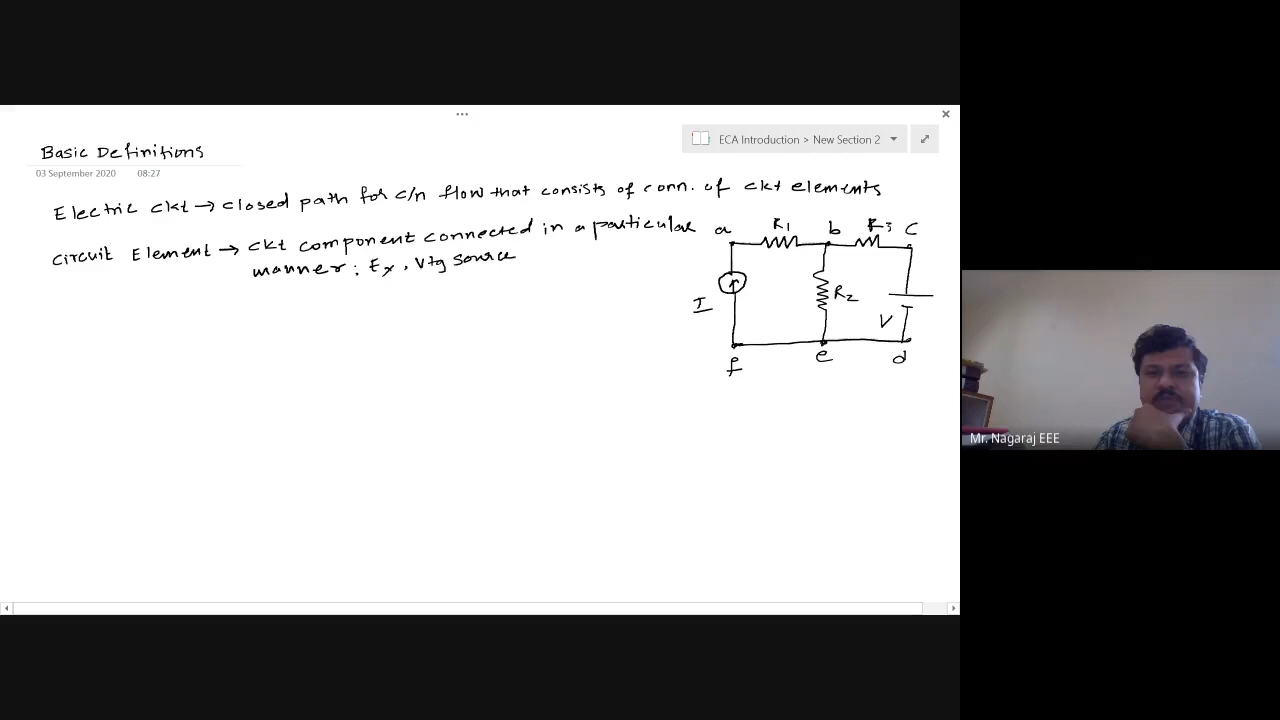 ECA Introduction > New Section 2
Basic Definitions
03 September 2020 08:27
Electric ckt → closed path for c/n flow that consists of conn. of ckt elements
Circuit Element → ckt component connected in a particular
manner : Ex, Vtg source
a R1 b R3 c
I R2 V
f e d
Mr. Nagaraj EEE